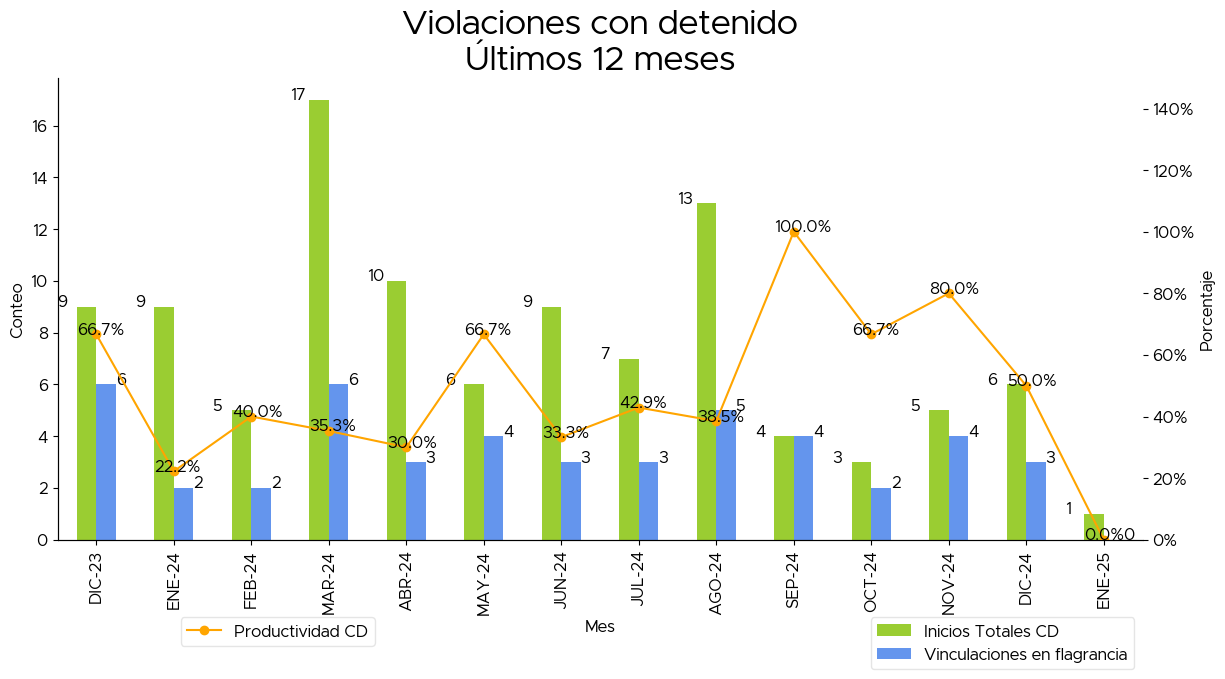 Violaciones con detenido
Últimos 12 meses
Conteo
16
14
12
10
8
6
4
2
0
140%
120%
100%
80%
60%
40%
20%
0%
Porcentaje
9
66.7%
6
9
22.2%
2
5
40.0%
2
17
35.3%
6
10
30.0%
3
6
66.7%
4
9
33.3%
3
7
42.9%
3
13
38.5%
5
4
100.0%
4
3
66.7%
2
5
80.0%
4
6
50.0%
3
1
0.0%
0
DIC-23
ENE-24
FEB-24
MAR-24
ABR-24
MAY-24
JUN-24
JUL-24
AGO-24
SEP-24
OCT-24
NOV-24
DIC-24
ENE-25
Mes
Productividad CD
Inicios Totales CD
Vinculaciones en flagrancia